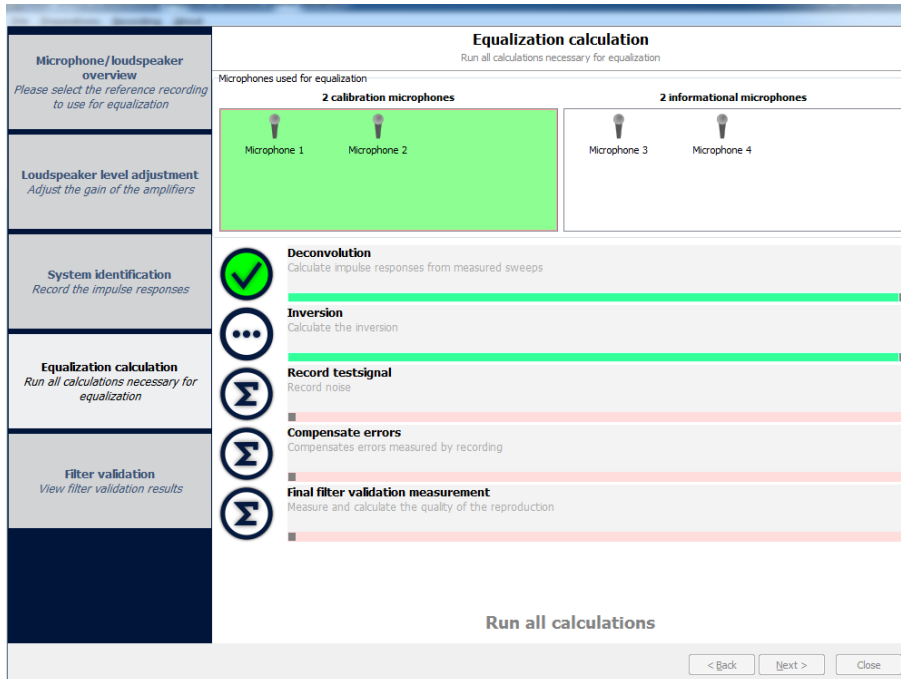 Equalization calculation
Run all calculations necessary for equalization
Microphone/loudspeaker
overview
Please select the reference recording
to use for equalization
Loudspeaker level adjustment
Adjust the gain of the amplifiers
System identification
Record the impulse responses
Equalization calculation
Run all calculations necessary for
equalization
Filter validation
View filter validation results
Microphones used for equalization
2 calibration microphones
2 informational microphones
Microphone 1
Microphone 2
Microphone 3
Microphone 4
Deconvolution
Calculate impulse responses from measured sweeps
Inversion
Calculate the inversion
Record testsignal
Record noise
Compensate errors
Compensates errors measured by recording
Final filter validation measurement
Measure and calculate the quality of the reproduction
Run all calculations
< Back
Next >
Close